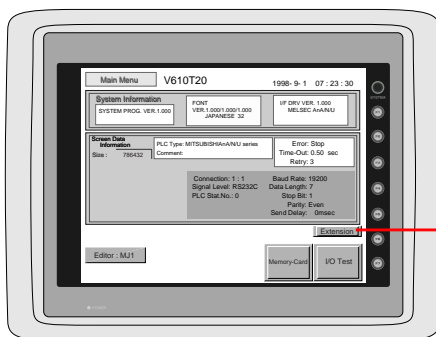 Main Menu V610T20 1998- 9- 1 07 : 23 : 30
SYSTEM
System Information
SYSTEM PROG. VER.1.000
FONT
VER.1.000/1.000/1.000
JAPANESE 32
I/F DRV VER. 1.000
MELSEC AnA/N/U
Screen Data
Information
Size : 786432
PLC Type: MITSUBISHIAnA/N/U series
Comment:
Error: Stop
Time-Out: 0.50 sec
Retry: 3
Connection: 1 : 1 Baud Rate: 19200
Signal Level: RS232C Data Length: 7
PLC Stat.No.: 0 Stop Bit: 1
Parity: Even
Send Delay: 0msec
Extension
Editor : MJ1
Memory-Card
I/O Test